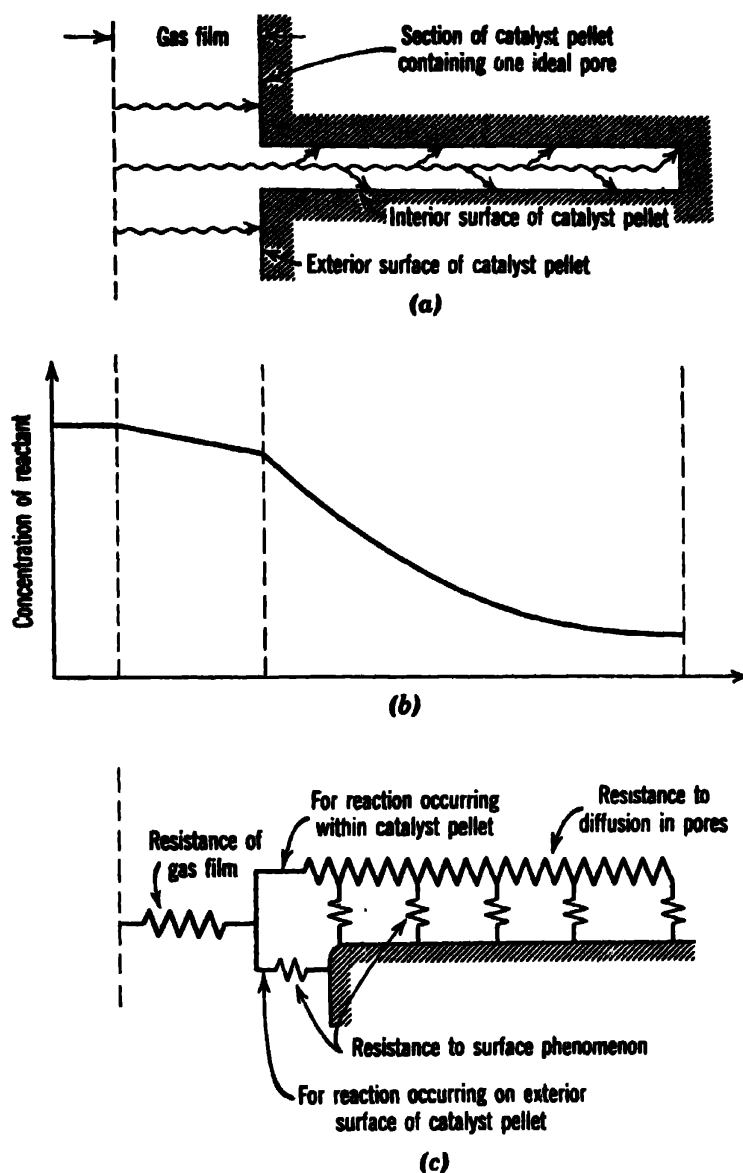 Gas film
Section of catalyst pellet
containing one ideal pore
Interior surface of catalyst pellet
Exterior surface of catalyst pellet
(a)
Concentration of reactant
(b)
For reaction occurring
within catalyst pellet
Resistance to
diffusion in pores
Resistance of
gas film
Resistance to surface phenomenon
For reaction occurring on exterior
surface of catalyst pellet
(c)